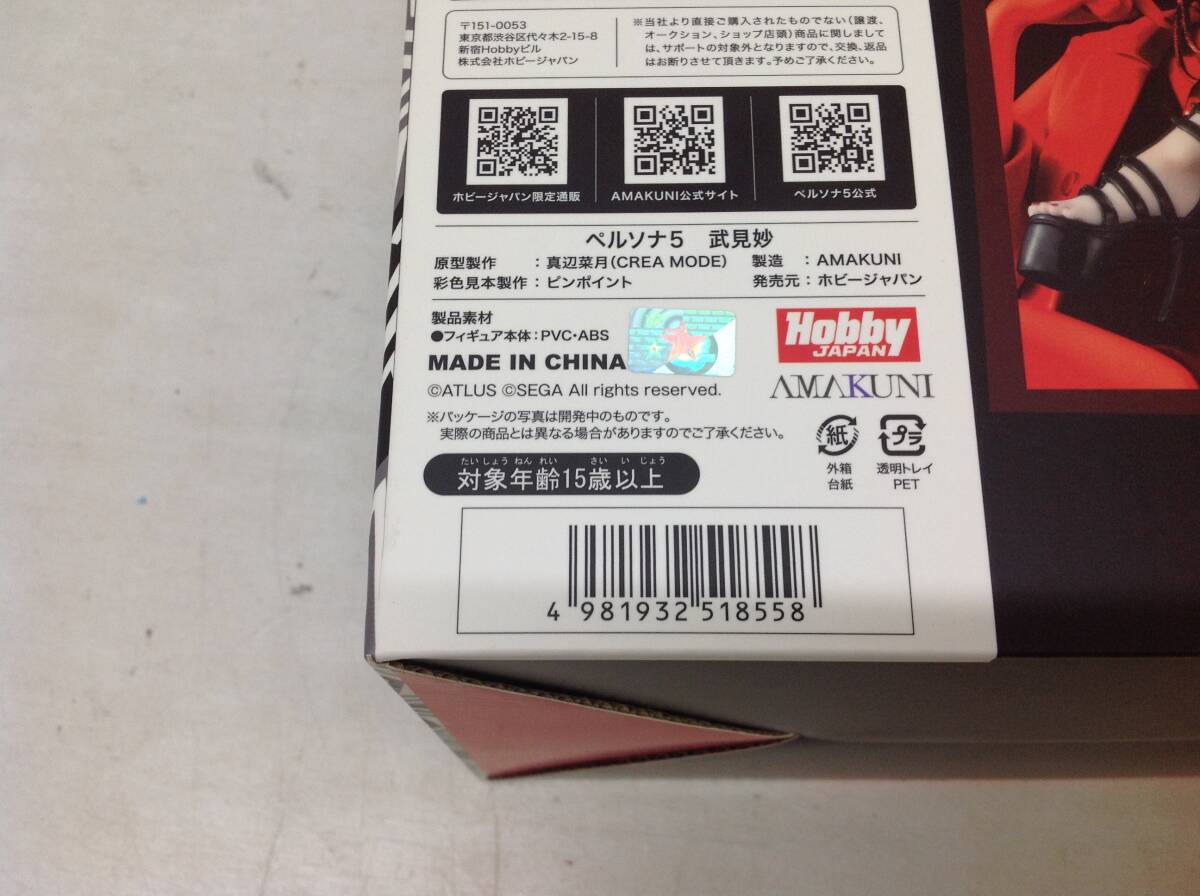 〒151-0053
東京都渋谷区代々木2-15-8
新宿Hobbyビル
株式会社ホビージャパン
※当社より直接ご購入されたものでない(譲渡、
オークション、ショップ店頭)商品に関しまして
は、サポートの対象外となりますので、交換、返品
はお断りさせて頂きます。予めご了承ください。
ホビージャパン限定通販
AMAKUNI公式サイト
ペルソナ5公式
ペルソナ5 武見妙
原型製作 : 真辺菜月(CREA MODE) 製造 : AMAKUNI
彩色見本製作 : ピンポイント 発売元 : ホビージャパン
製品素材
●フィギュア本体:PVC・ABS
MADE IN CHINA
©ATLUS ©SEGA All rights reserved.
Hobby
JAPAN
AMAKUNI
※パッケージの写真は開発中のものです。
実際の商品とは異なる場合がありますのでご了承ください。
紙
プラ
外箱
台紙
透明トレイ
PET
たいしょうねんれい さいいじょう
対象年齢15歳以上
4 981932 518558